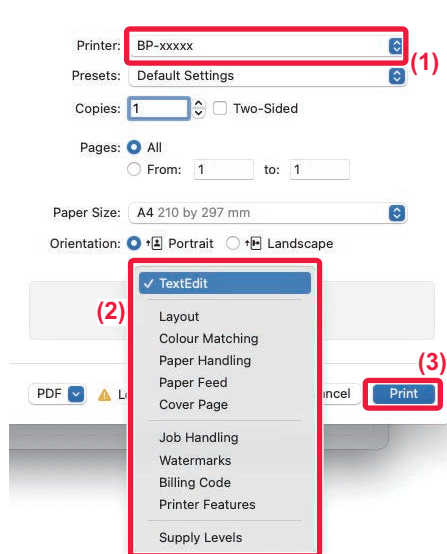 Printer: BP-xxxxx
(1)
Presets: Default Settings
Copies: 1 Two-Sided
Pages: All
From: 1 to: 1
Paper Size: A4 210 by 297 mm
Orientation: Portrait Landscape
✓ TextEdit
(2)
Layout
Colour Matching
Paper Handling
(3)
Paper Feed
PDF L ncel Print
Cover Page
Job Handling
Watermarks
Billing Code
Printer Features
Supply Levels